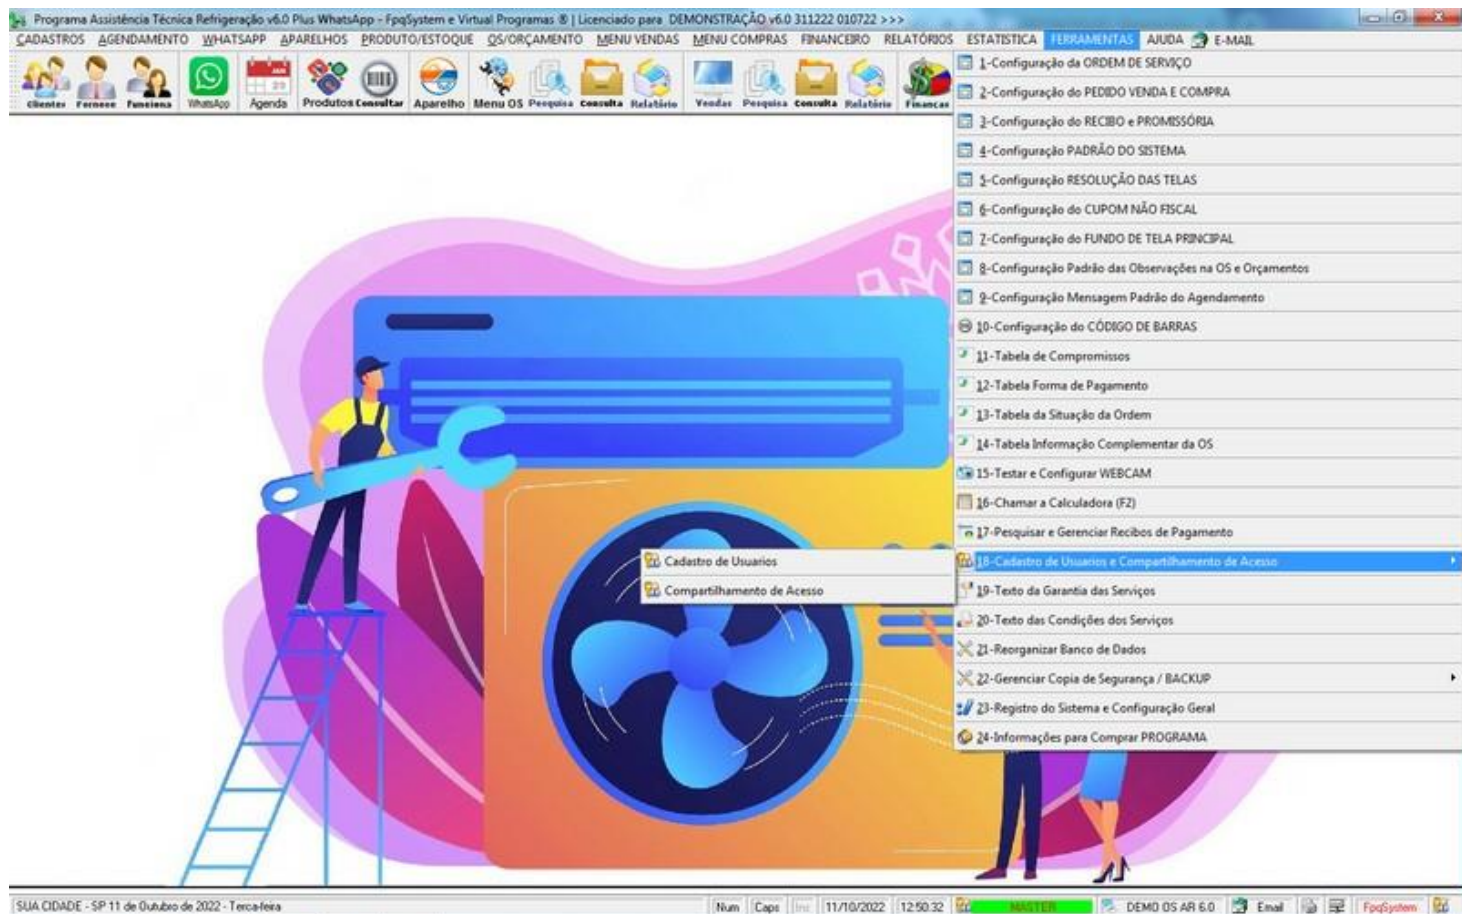 Programa Assistência Técnica Refrigeração v6.0 Plus WhatsApp - FpqSystem e Virtual Programas ® | Licenciado para DEMONSTRAÇÃO v6.0 311222 010722 >>>
CADASTROS AGENDAMENTO WHATSAPP APARELHOS PRODUTO/ESTOQUE OS/ORÇAMENTO MENU VENDAS MENU COMPRAS FINANCEIRO RELATÓRIOS ESTATISTICA FERRAMENTAS AJUDA E-MAIL
Clientes Fornece Funciona WhatsApp Agenda Produtos Consultar Aparelho Menu OS Pesquisa Consulta Relatório Vendas Pesquisa Consulta Relatório Financas
1-Configuração da ORDEM DE SERVIÇO
2-Configuração do PEDIDO VENDA E COMPRA
3-Configuração do RECIBO e PROMISSÓRIA
4-Configuração PADRÃO DO SISTEMA
5-Configuração RESOLUÇÃO DAS TELAS
6-Configuração do CUPOM NÃO FISCAL
7-Configuração do FUNDO DE TELA PRINCIPAL
8-Configuração Padrão das Observações na OS e Orçamentos
9-Configuração Mensagem Padrão do Agendamento
10-Configuração do CÓDIGO DE BARRAS
11-Tabela de Compromissos
12-Tabela Forma de Pagamento
13-Tabela da Situação da Ordem
14-Tabela Informação Complementar da OS
15-Testar e Configurar WEBCAM
16-Chamar a Calculadora (F2)
17-Pesquisar e Gerenciar Recibos de Pagamento
18-Cadastro de Usuarios e Compartilhamento de Acesso
Cadastro de Usuarios
Compartilhamento de Acesso
19-Texto da Garantia das Serviços
20-Texto das Condições dos Serviços
21-Reorganizar Banco de Dados
22-Gerenciar Copia de Segurança / BACKUP
23-Registro do Sistema e Configuração Geral
24-Informações para Comprar PROGRAMA
SUA CIDADE - SP 11 de Outubro de 2022 - Terca-feira Num Caps Ins 11/10/2022 12:50:32 MASTER DEMO OS AR 6.0 Email FpqSystem